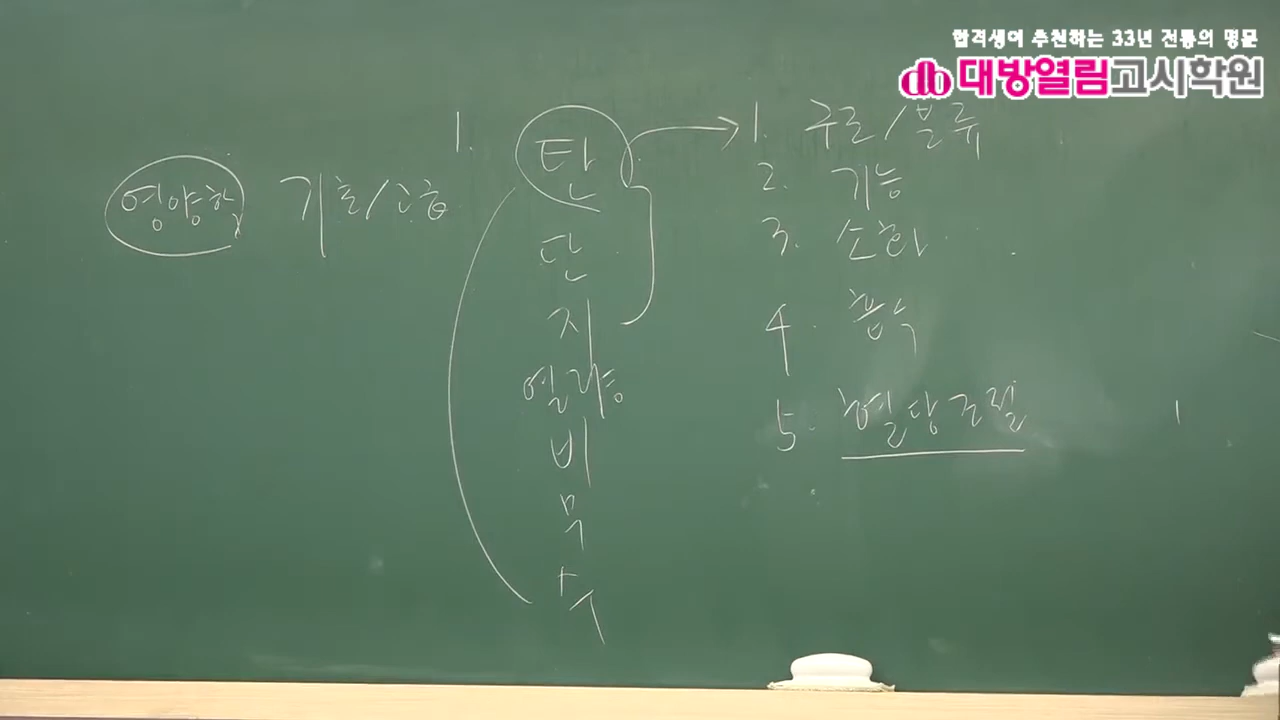 합격생이 추천하는 33년 전통의 명문
대방열림고시학원
영양학 기초/고급
1. 탄
단
지
열량
비
무
수
1. 구조/분류
2. 기능
3. 소화
4. 흡수
5. 혈당조절